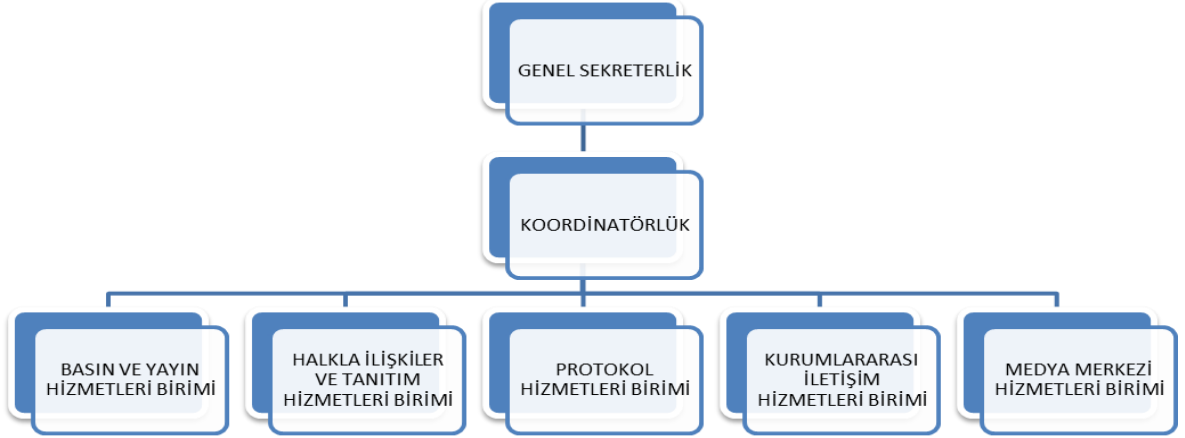 GENEL SEKRETERLİK
KOORDİNATÖRLÜK
BASIN VE YAYIN
HİZMETLERİ BİRİMİ
HALKLA İLİŞKİLER
VE TANITIM
HİZMETLERİ BİRİMİ
PROTOKOL
HİZMETLERİ BİRİMİ
KURUMLARARASI
İLETİŞİM
HİZMETLERİ BİRİMİ
MEDYA MERKEZİ
HİZMETLERİ BİRİMİ